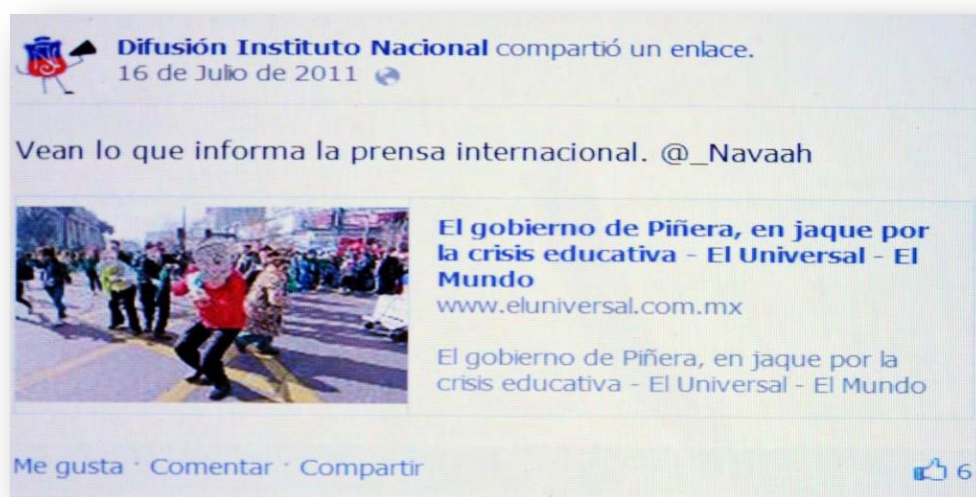 Difusión Instituto Nacional compartió un enlace.
16 de Julio de 2011
Vean lo que informa la prensa internacional. @_Navaah
El gobierno de Piñera, en jaque por
la crisis educativa - El Universal - El
Mundo
www.eluniversal.com.mx
El gobierno de Piñera, en jaque por la
crisis educativa - El Universal - El Mundo
Me gusta · Comentar · Compartir
6